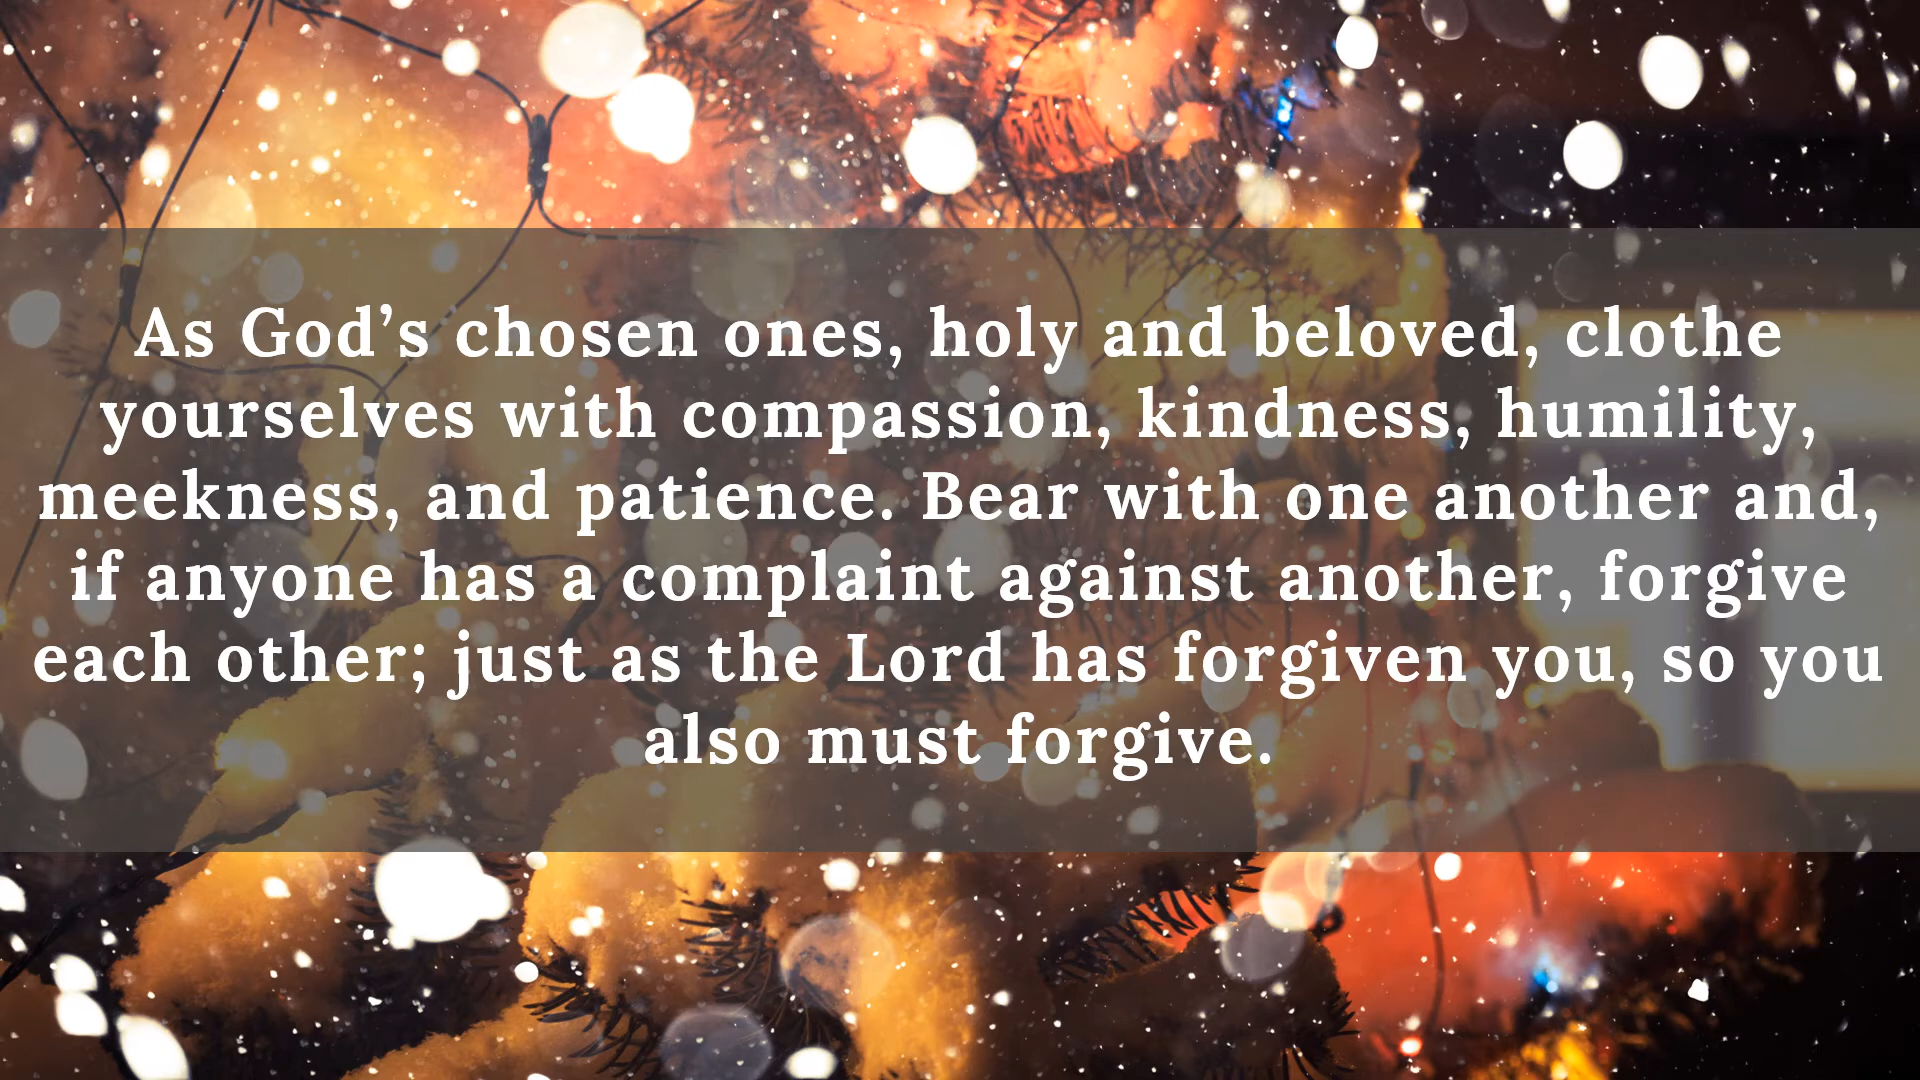 As God’s chosen ones, holy and beloved, clothe
yourselves with compassion, kindness, humility,
meekness, and patience. Bear with one another and,
if anyone has a complaint against another, forgive
each other; just as the Lord has forgiven you, so you
also must forgive.